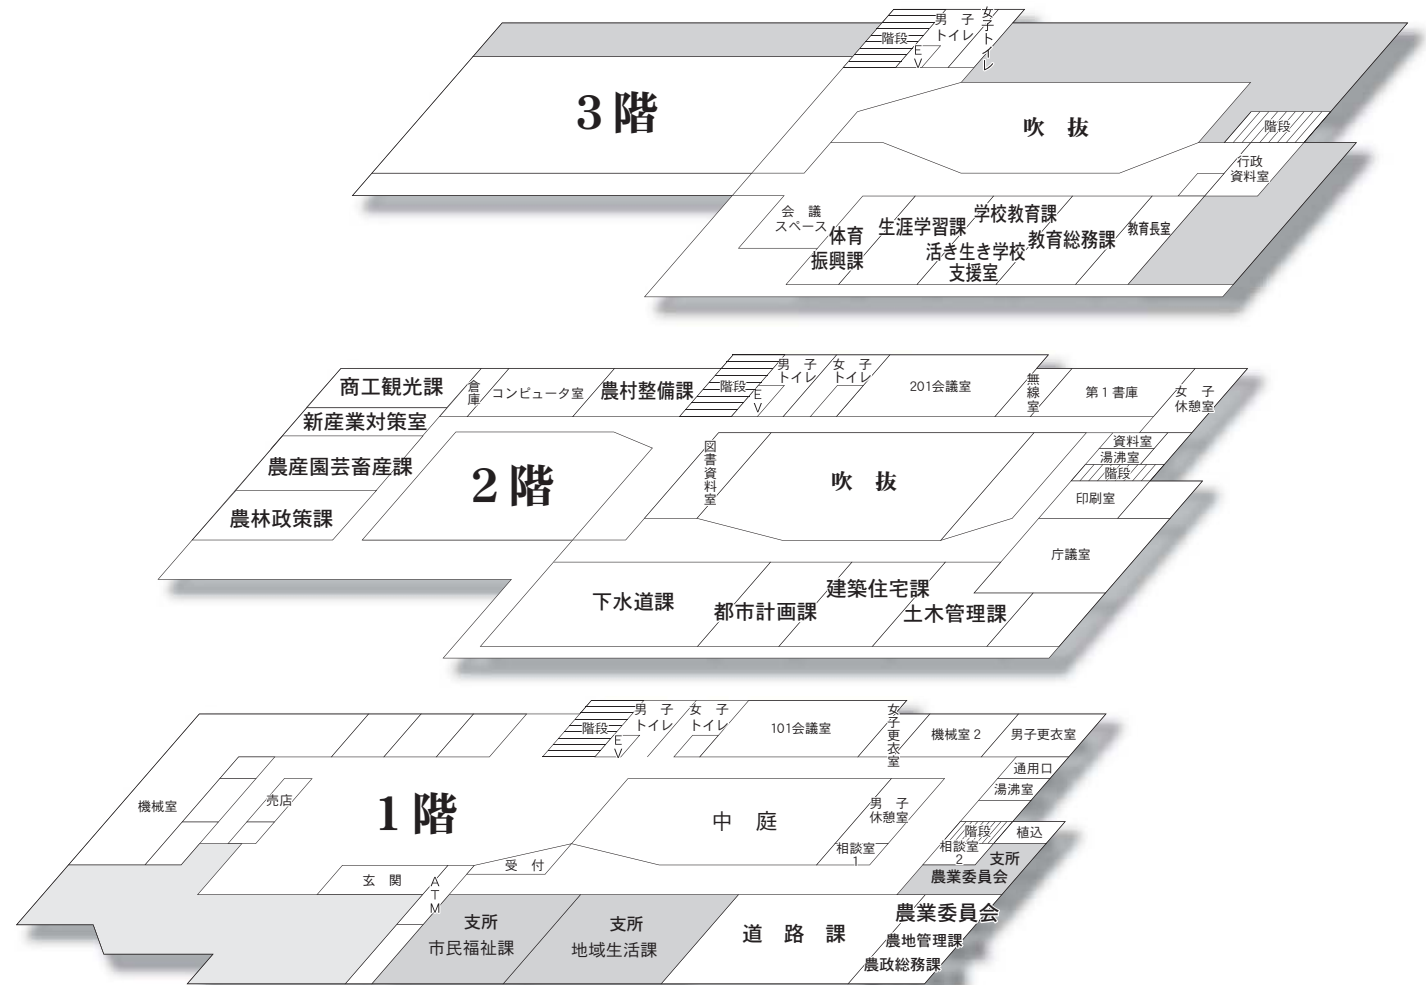 男子
トイレ
女子トイレ
階段
EV
3階
吹抜
階段
行政
資料室
会議
スペース
体育
振興課
生涯学習課
学校教育課
活き生き学校
支援室
教育総務課
教育長室
商工観光課
倉庫
コンピュータ室
農村整備課
階段
EV
男子
トイレ
女子
トイレ
201会議室
無線室
第1書庫
女子
休憩室
新産業対策室
農産園芸畜産課
農林政策課
2階
図書資料室
吹抜
資料室
湯沸室
階段
印刷室
庁議室
下水道課
都市計画課
建築住宅課
土木管理課
階段
EV
男子
トイレ
女子
トイレ
101会議室
女子更衣室
機械室2
男子更衣室
通用口
湯沸室
機械室
売店
1階
中庭
男子
休憩室
相談室
1
階段
植込
相談室
2
支所
農業委員会
受付
玄関
ATM
支所
市民福祉課
支所
地域生活課
道路課
農業委員会
農地管理課
農政総務課